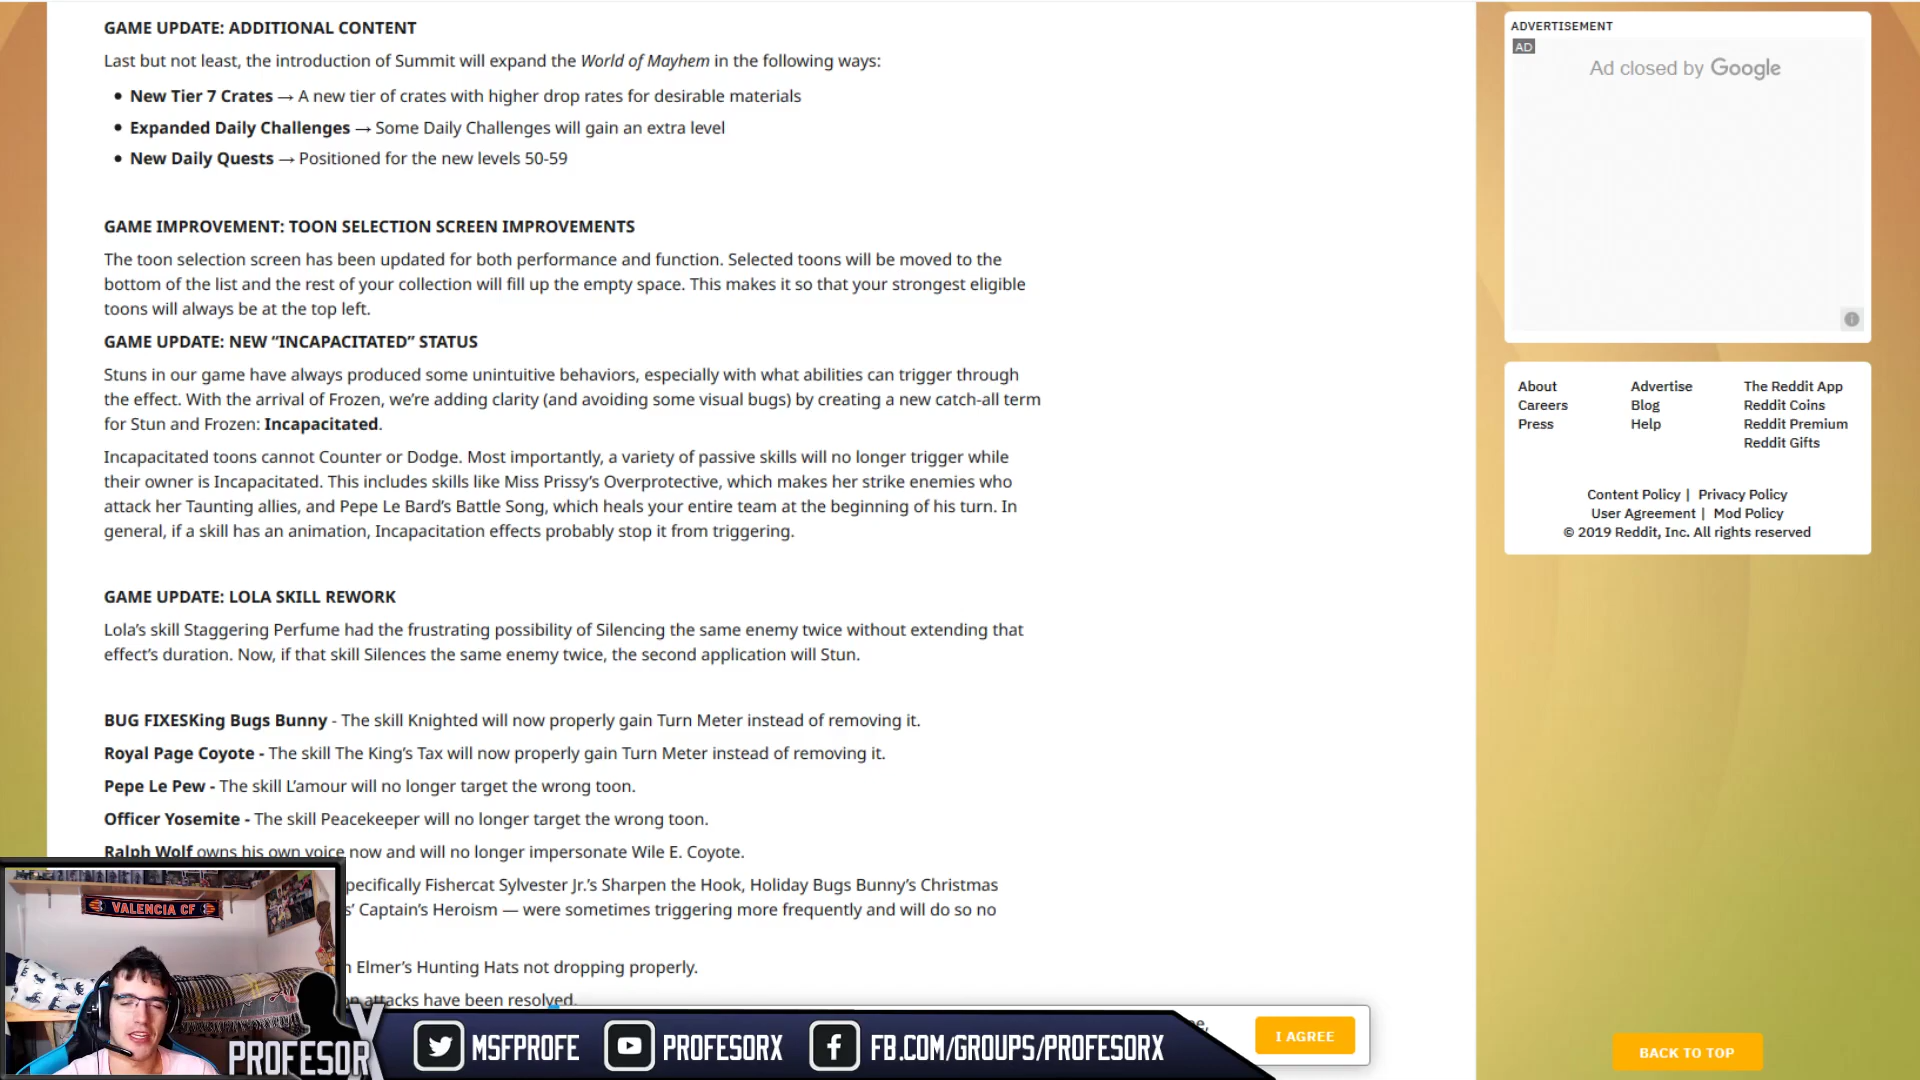 GAME UPDATE: ADDITIONAL CONTENT
Last but not least, the introduction of Summit will expand the World of Mayhem in the following ways:
• New Tier 7 Crates → A new tier of crates with higher drop rates for desirable materials
• Expanded Daily Challenges → Some Daily Challenges will gain an extra level
• New Daily Quests → Positioned for the new levels 50-59
GAME IMPROVEMENT: TOON SELECTION SCREEN IMPROVEMENTS
The toon selection screen has been updated for both performance and function. Selected toons will be moved to the
bottom of the list and the rest of your collection will fill up the empty space. This makes it so that your strongest eligible
toons will always be at the top left.
GAME UPDATE: NEW “INCAPACITATED” STATUS
Stuns in our game have always produced some unintuitive behaviors, especially with what abilities can trigger through
the effect. With the arrival of Frozen, we’re adding clarity (and avoiding some visual bugs) by creating a new catch-all term
for Stun and Frozen: Incapacitated.
Incapacitated toons cannot Counter or Dodge. Most importantly, a variety of passive skills will no longer trigger while
their owner is Incapacitated. This includes skills like Miss Prissy’s Overprotective, which makes her strike enemies who
attack her Taunting allies, and Pepe Le Bard’s Battle Song, which heals your entire team at the beginning of his turn. In
general, if a skill has an animation, Incapacitation effects probably stop it from triggering.
GAME UPDATE: LOLA SKILL REWORK
Lola’s skill Staggering Perfume had the frustrating possibility of Silencing the same enemy twice without extending that
effect’s duration. Now, if that skill Silences the same enemy twice, the second application will Stun.
BUG FIXESKing Bugs Bunny - The skill Knighted will now properly gain Turn Meter instead of removing it.
Royal Page Coyote - The skill The King’s Tax will now properly gain Turn Meter instead of removing it.
Pepe Le Pew - The skill L’amour will no longer target the wrong toon.
Officer Yosemite - The skill Peacekeeper will no longer target the wrong toon.
Ralph Wolf owns his own voice now and will no longer impersonate Wile E. Coyote.
pecifically Fishercat Sylvester Jr.’s Sharpen the Hook, Holiday Bugs Bunny’s Christmas
s’ Captain’s Heroism — were sometimes triggering more frequently and will do so no
Elmer’s Hunting Hats not dropping properly.
attacks have been resolved.
ADVERTISEMENT
AD
Ad closed by Google
About
Advertise
The Reddit App
Careers
Blog
Reddit Coins
Press
Help
Reddit Premium
Reddit Gifts
Content Policy | Privacy Policy
User Agreement | Mod Policy
© 2019 Reddit, Inc. All rights reserved
VALENCIA CF
PROFESOR X
MSFPROFE
PROFESORX
FB.COM/GROUPS/PROFESORX
I AGREE
BACK TO TOP